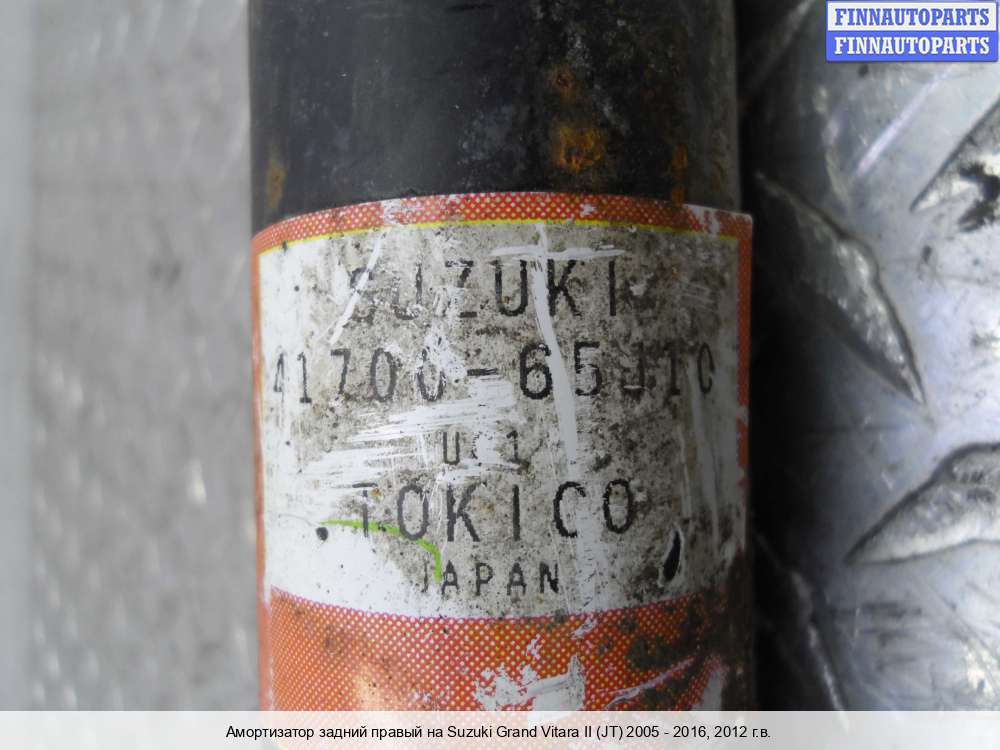 FINNAUTOPARTS
FINNAUTOPARTS
SUZUKI
41700-65J10
TOKICO
JAPAN
Амортизатор задний правый на Suzuki Grand Vitara II (JT) 2005 - 2016, 2012 г.в.